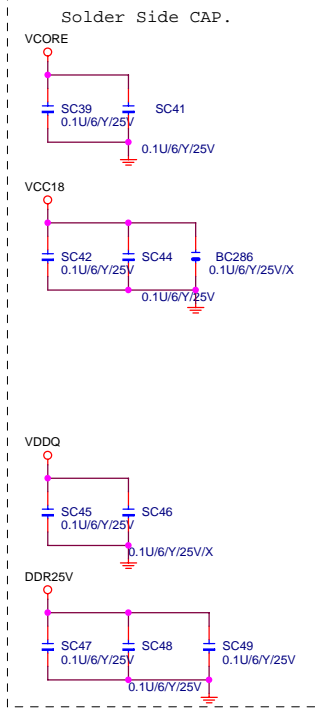 Solder Side CAP.
VCORE
SC39 SC41
0.1U/6/Y/25V
0.1U/6/Y/25V
VCC18
SC42 SC44 BC286
0.1U/6/Y/25V 0.1U/6/Y/25V/X
0.1U/6/Y/25V
VDDQ
SC45 SC46
0.1U/6/Y/25V
0.1U/6/Y/25V/X
DDR25V
SC47 SC48 SC49
0.1U/6/Y/25V 0.1U/6/Y/25V
0.1U/6/Y/25V